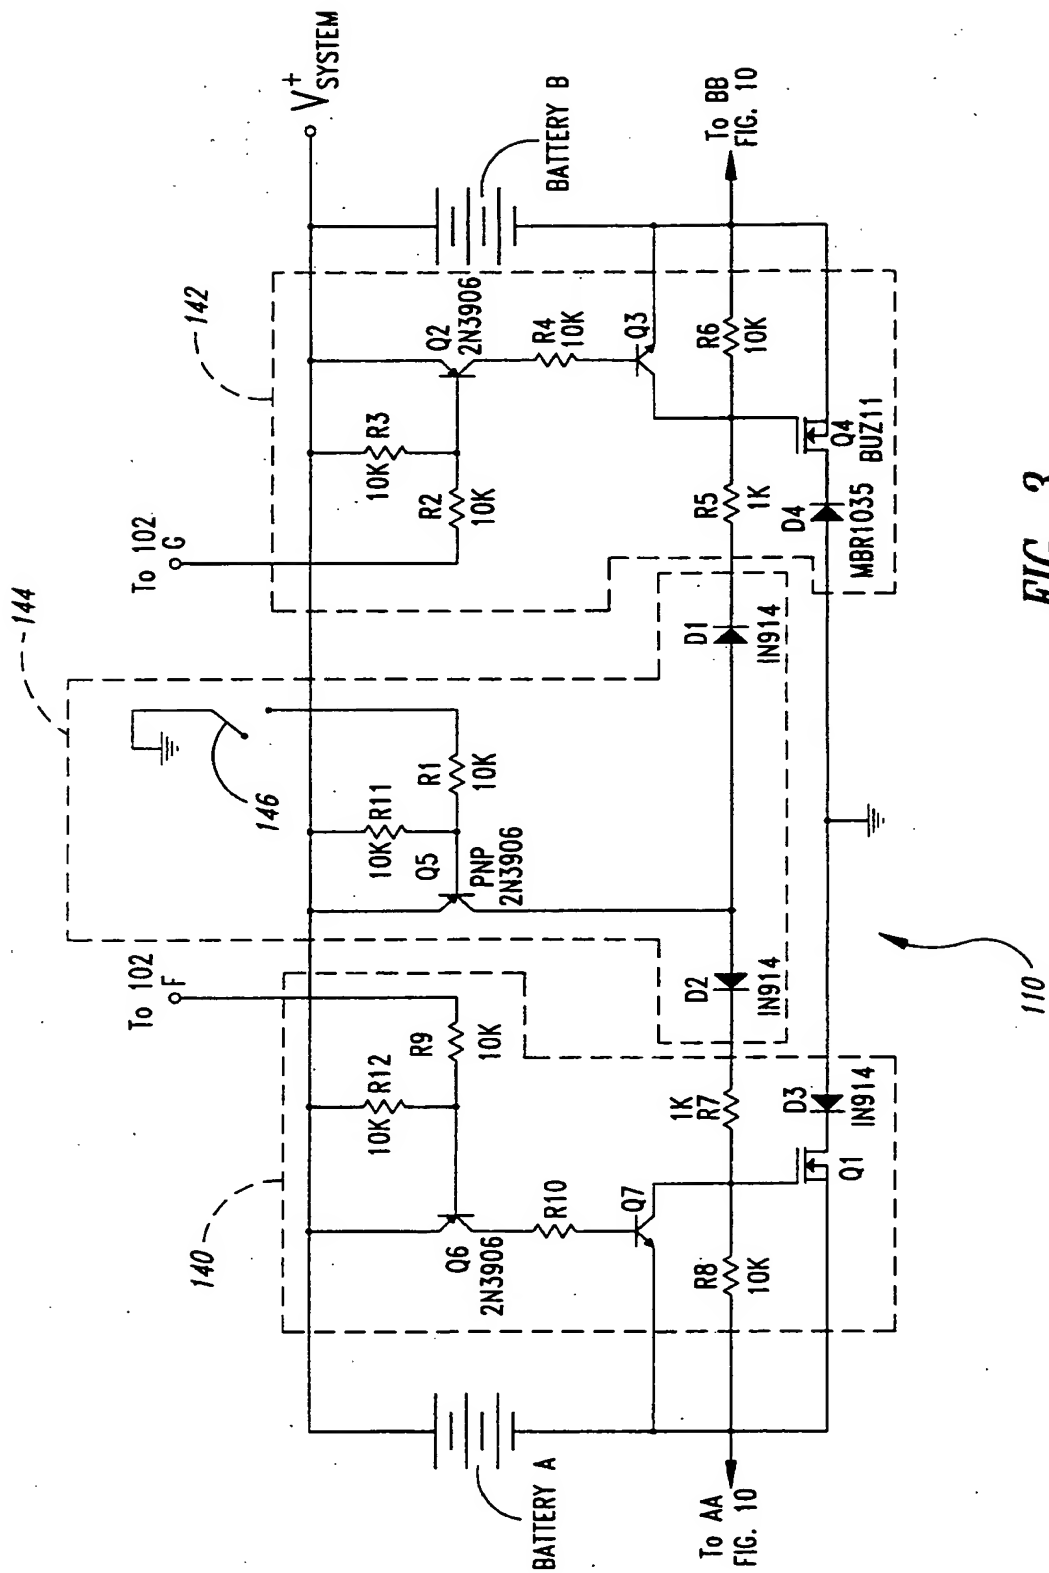 144
142
140
To 102
F
To 102
G
V+
SYSTEM
146
R12
10K
R9
10K
Q6
2N3906
R10
Q7
R11
10K
Q5
PNP
2N3906
R1
10K
R3
10K
R2
10K
Q2
2N3906
R4
10K
Q3
BATTERY A
BATTERY B
R8
10K
1K
R7
D2
IN914
D1
IN914
R5
1K
R6
10K
To AA
FIG. 10
To BB
FIG. 10
Q1
D3
IN914
D4
MBR1035
Q4
BUZ11
110
FIG. 3